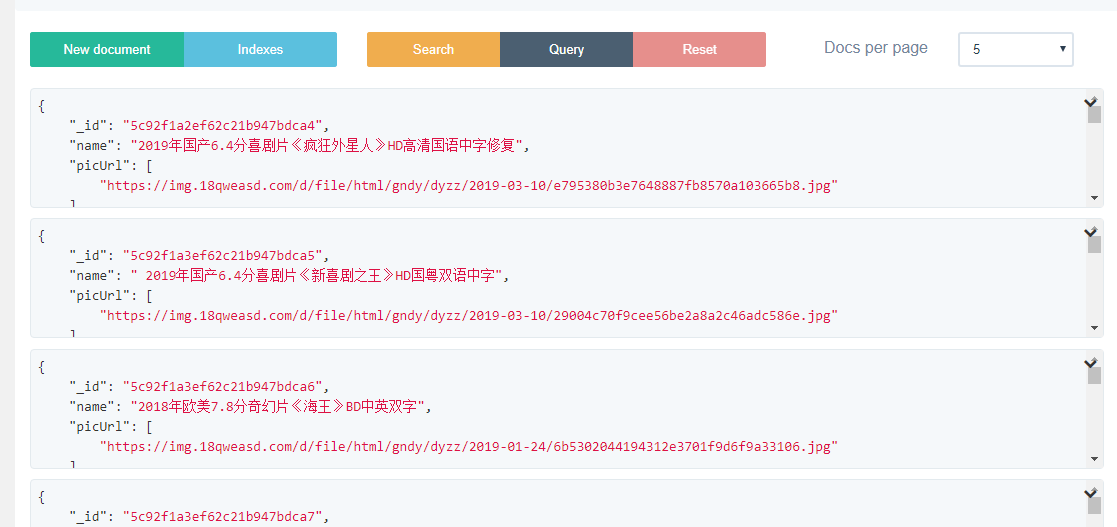 New document Indexes Search Query Reset Docs per page 5
{
"_id": "5c92f1a2ef62c21b947bdca4",
"name": "2019年国产6.4分喜剧片《疯狂外星人》HD高清国语中字修复",
"picUrl": [
"https://img.18qweasd.com/d/file/html/gndy/dyzz/2019-03-10/e795380b3e7648887fb8570a103665b8.jpg"
]
{
"_id": "5c92f1a3ef62c21b947bdca5",
"name": " 2019年国产6.4分喜剧片《新喜剧之王》HD国粤双语中字",
"picUrl": [
"https://img.18qweasd.com/d/file/html/gndy/dyzz/2019-03-10/29004c70f9cee56be2a8a2c46adc586e.jpg"
]
{
"_id": "5c92f1a3ef62c21b947bdca6",
"name": "2018年欧美7.8分奇幻片《海王》BD中英双字",
"picUrl": [
"https://img.18qweasd.com/d/file/html/gndy/dyzz/2019-01-24/6b5302044194312e3701f9d6f9a33106.jpg"
]
{
"_id": "5c92f1a3ef62c21b947bdca7",